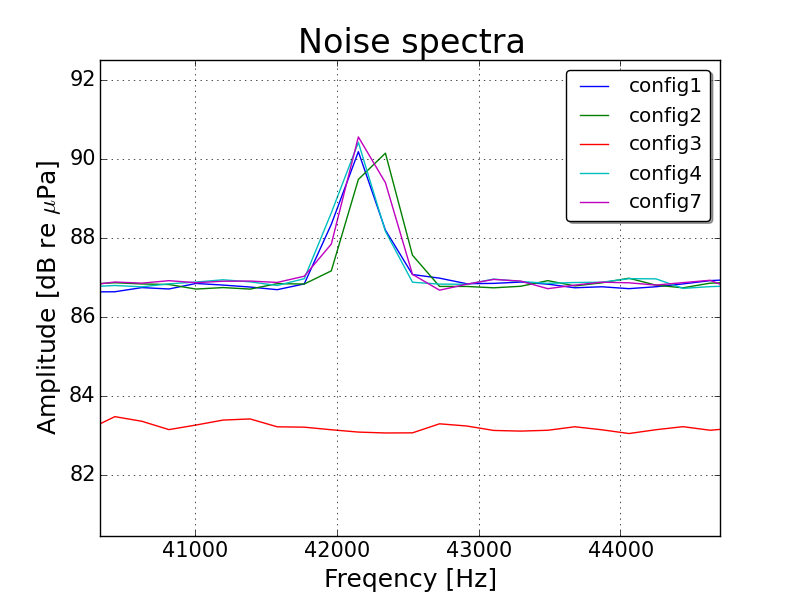 Noise spectra
92
90
88
86
84
82
Amplitude [dB re μPa]
config1
config2
config3
config4
config7
41000 42000 43000 44000
Freqency [Hz]